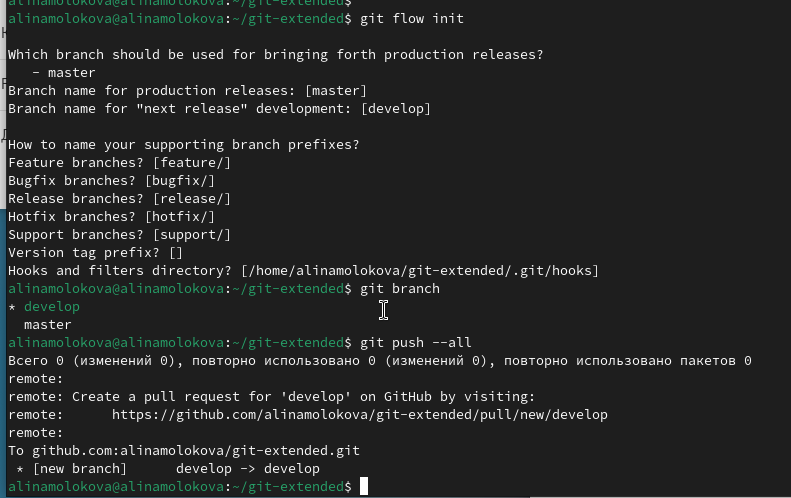 alinamolokova@alinamolokova:~/git-extended$
alinamolokova@alinamolokova:~/git-extended$ git flow init
Which branch should be used for bringing forth production releases?
   - master
Branch name for production releases: [master]
Branch name for "next release" development: [develop]
How to name your supporting branch prefixes?
Feature branches? [feature/]
Bugfix branches? [bugfix/]
Release branches? [release/]
Hotfix branches? [hotfix/]
Support branches? [support/]
Version tag prefix? []
Hooks and filters directory? [/home/alinamolokova/git-extended/.git/hooks]
alinamolokova@alinamolokova:~/git-extended$ git branch
* develop
  master
alinamolokova@alinamolokova:~/git-extended$ git push --all
Всего 0 (изменений 0), повторно использовано 0 (изменений 0), повторно использовано пакетов 0
remote:
remote: Create a pull request for 'develop' on GitHub by visiting:
remote:      https://github.com/alinamolokova/git-extended/pull/new/develop
remote:
To github.com:alinamolokova/git-extended.git
 * [new branch]      develop -> develop
alinamolokova@alinamolokova:~/git-extended$